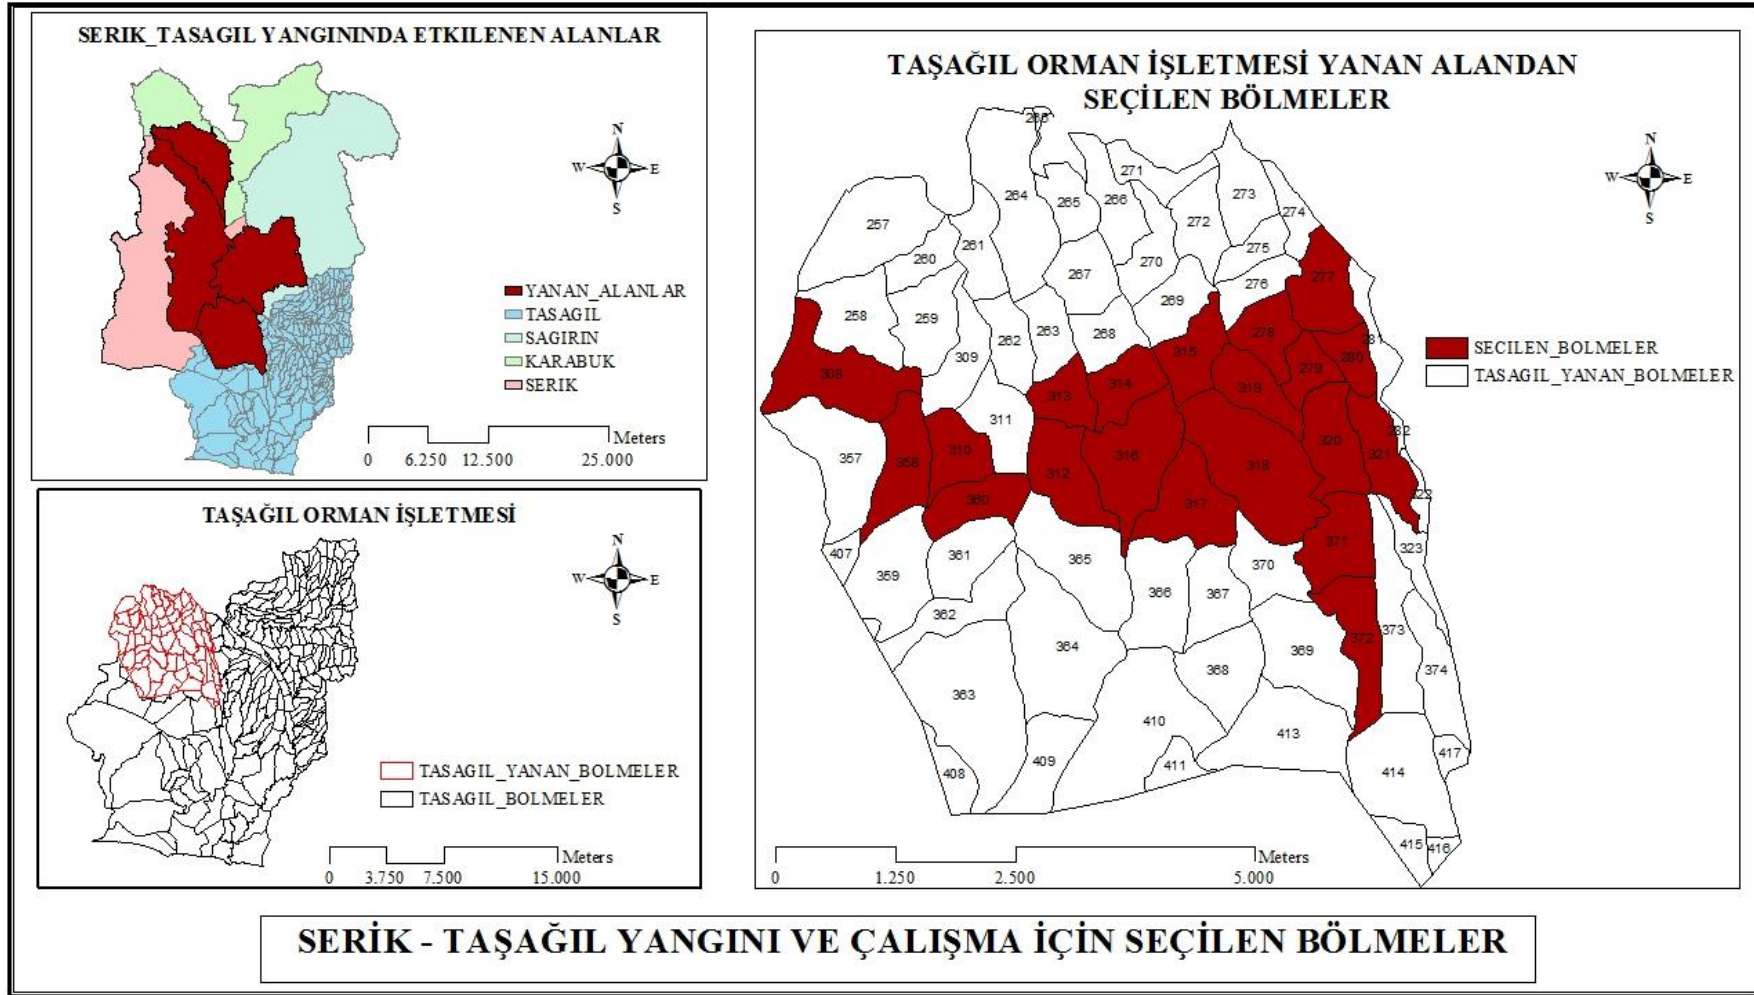 SERIK_TASAGIL YANGININDA ETKILENEN ALANLAR
N
W E
S
YANAN_ALANLAR
TASAGIL
SAGIRIN
KARABUK
SERIK
Meters
0 6.250 12.500 25.000
TAŞAĞIL ORMAN İŞLETMESİ
N
W E
S
TASAGIL_YANAN_BOLMELER
TASAGIL_BOLMELER
Meters
0 3.750 7.500 15.000
TAŞAĞIL ORMAN İŞLETMESİ YANAN ALANDAN
SEÇİLEN BÖLMELER
N
W E
S
271
264 265 266 273
257 272 274
261 275
260 270
267 277
276
269
258 259 263 268 278
262 281
309 315 280
308 314 279
313 319
311
310 320 282
357 358 316 321
318
360 312
317 322
371
407 361 365 323
359 370
366 367
362
372 373
364 369
368 374
363
410
413
417
409 411 414
408
415 416
SECILEN_BOLMELER
TASAGIL_YANAN_BOLMELER
Meters
0 1.250 2.500 5.000
SERİK - TAŞAĞIL YANGINI VE ÇALIŞMA İÇİN SEÇİLEN BÖLMELER